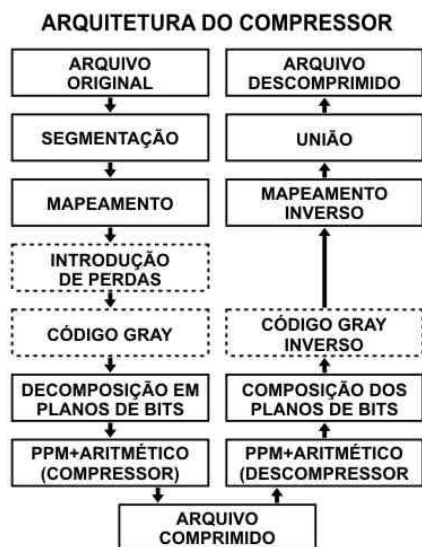 ARQUITETURA DO COMPRESSOR
ARQUIVO
ORIGINAL
SEGMENTAÇÃO
MAPEAMENTO
INTRODUÇÃO
DE PERDAS
CÓDIGO GRAY
DECOMPOSIÇÃO EM
PLANOS DE BITS
PPM+ARITMÉTICO
(COMPRESSOR)
ARQUIVO
COMPRIMIDO
PPM+ARITMÉTICO
(DESCOMPRESSOR
COMPOSIÇÃO DOS
PLANOS DE BITS
CÓDIGO GRAY
INVERSO
MAPEAMENTO
INVERSO
UNIÃO
ARQUIVO
DESCOMPRIMIDO